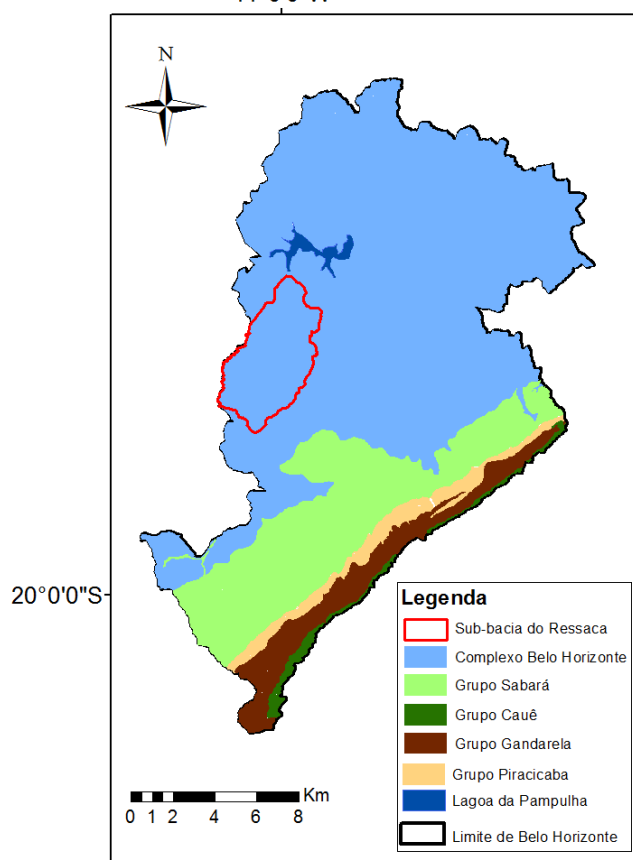 N
20°0'0"S
Legenda
Sub-bacia do Ressaca
Complexo Belo Horizonte
Grupo Sabará
Grupo Cauê
Grupo Gandarela
Grupo Piracicaba
Lagoa da Pampulha
Limite de Belo Horizonte
Km
0 1 2 4 6 8